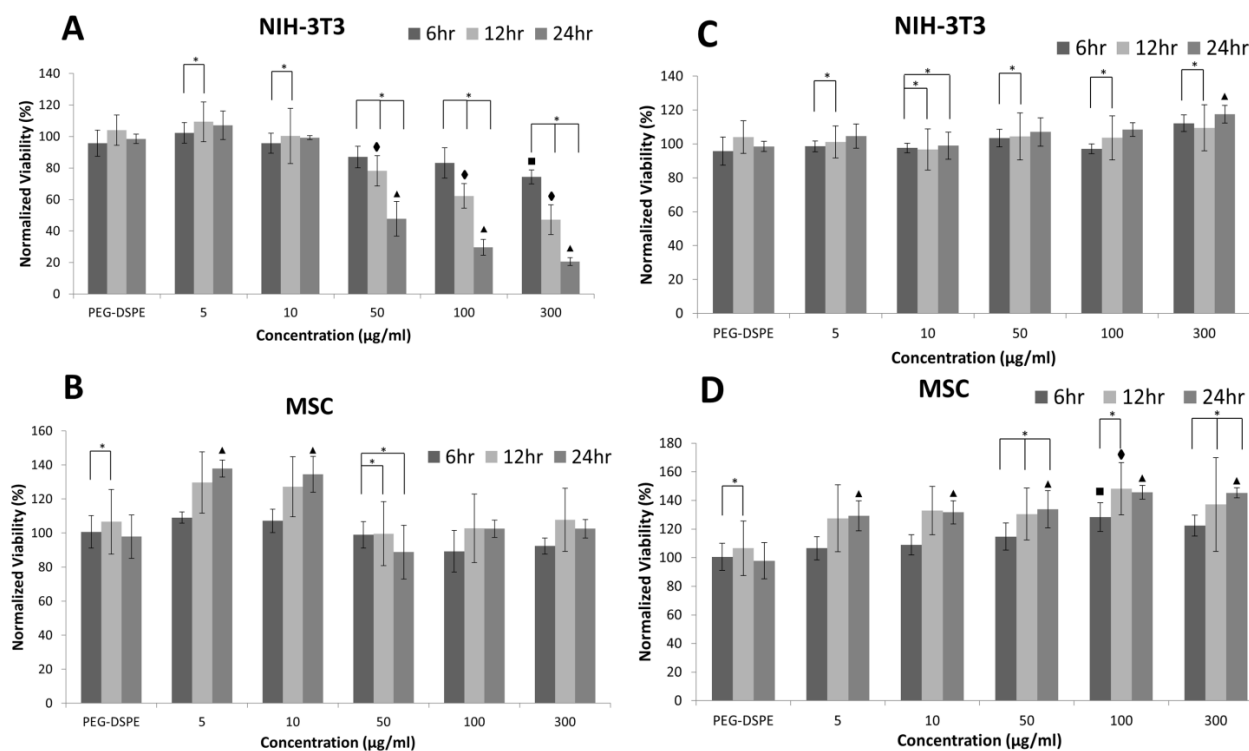 A
NIH-3T3
■ 6hr ■ 12hr ■ 24hr
Normalized Viability (%)
140
120
100
80
60
40
20
0
* * * * *
♦ ▲ ♦ ▲ ■ ♦ ▲
PEG-DSPE 5 10 50 100 300
Concentration (µg/ml)
B
MSC
■ 6hr ■ 12hr ■ 24hr
Normalized Viability (%)
160
140
120
100
80
60
40
20
0
* * *
▲ ▲
PEG-DSPE 5 10 50 100 300
Concentration (µg/ml)
C
NIH-3T3
■ 6hr ■ 12hr ■ 24hr
Normalized Viability (%)
140
120
100
80
60
40
20
0
* * * * * *
▲
PEG-DSPE 5 10 50 100 300
Concentration (µg/ml)
D
MSC
■ 6hr ■ 12hr ■ 24hr
Normalized Viability (%)
180
160
140
120
100
80
60
40
20
0
* * * *
▲ ▲ ▲ ■ ♦ ▲ ▲
PEG-DSPE 5 10 50 100 300
Concentration (µg/ml)